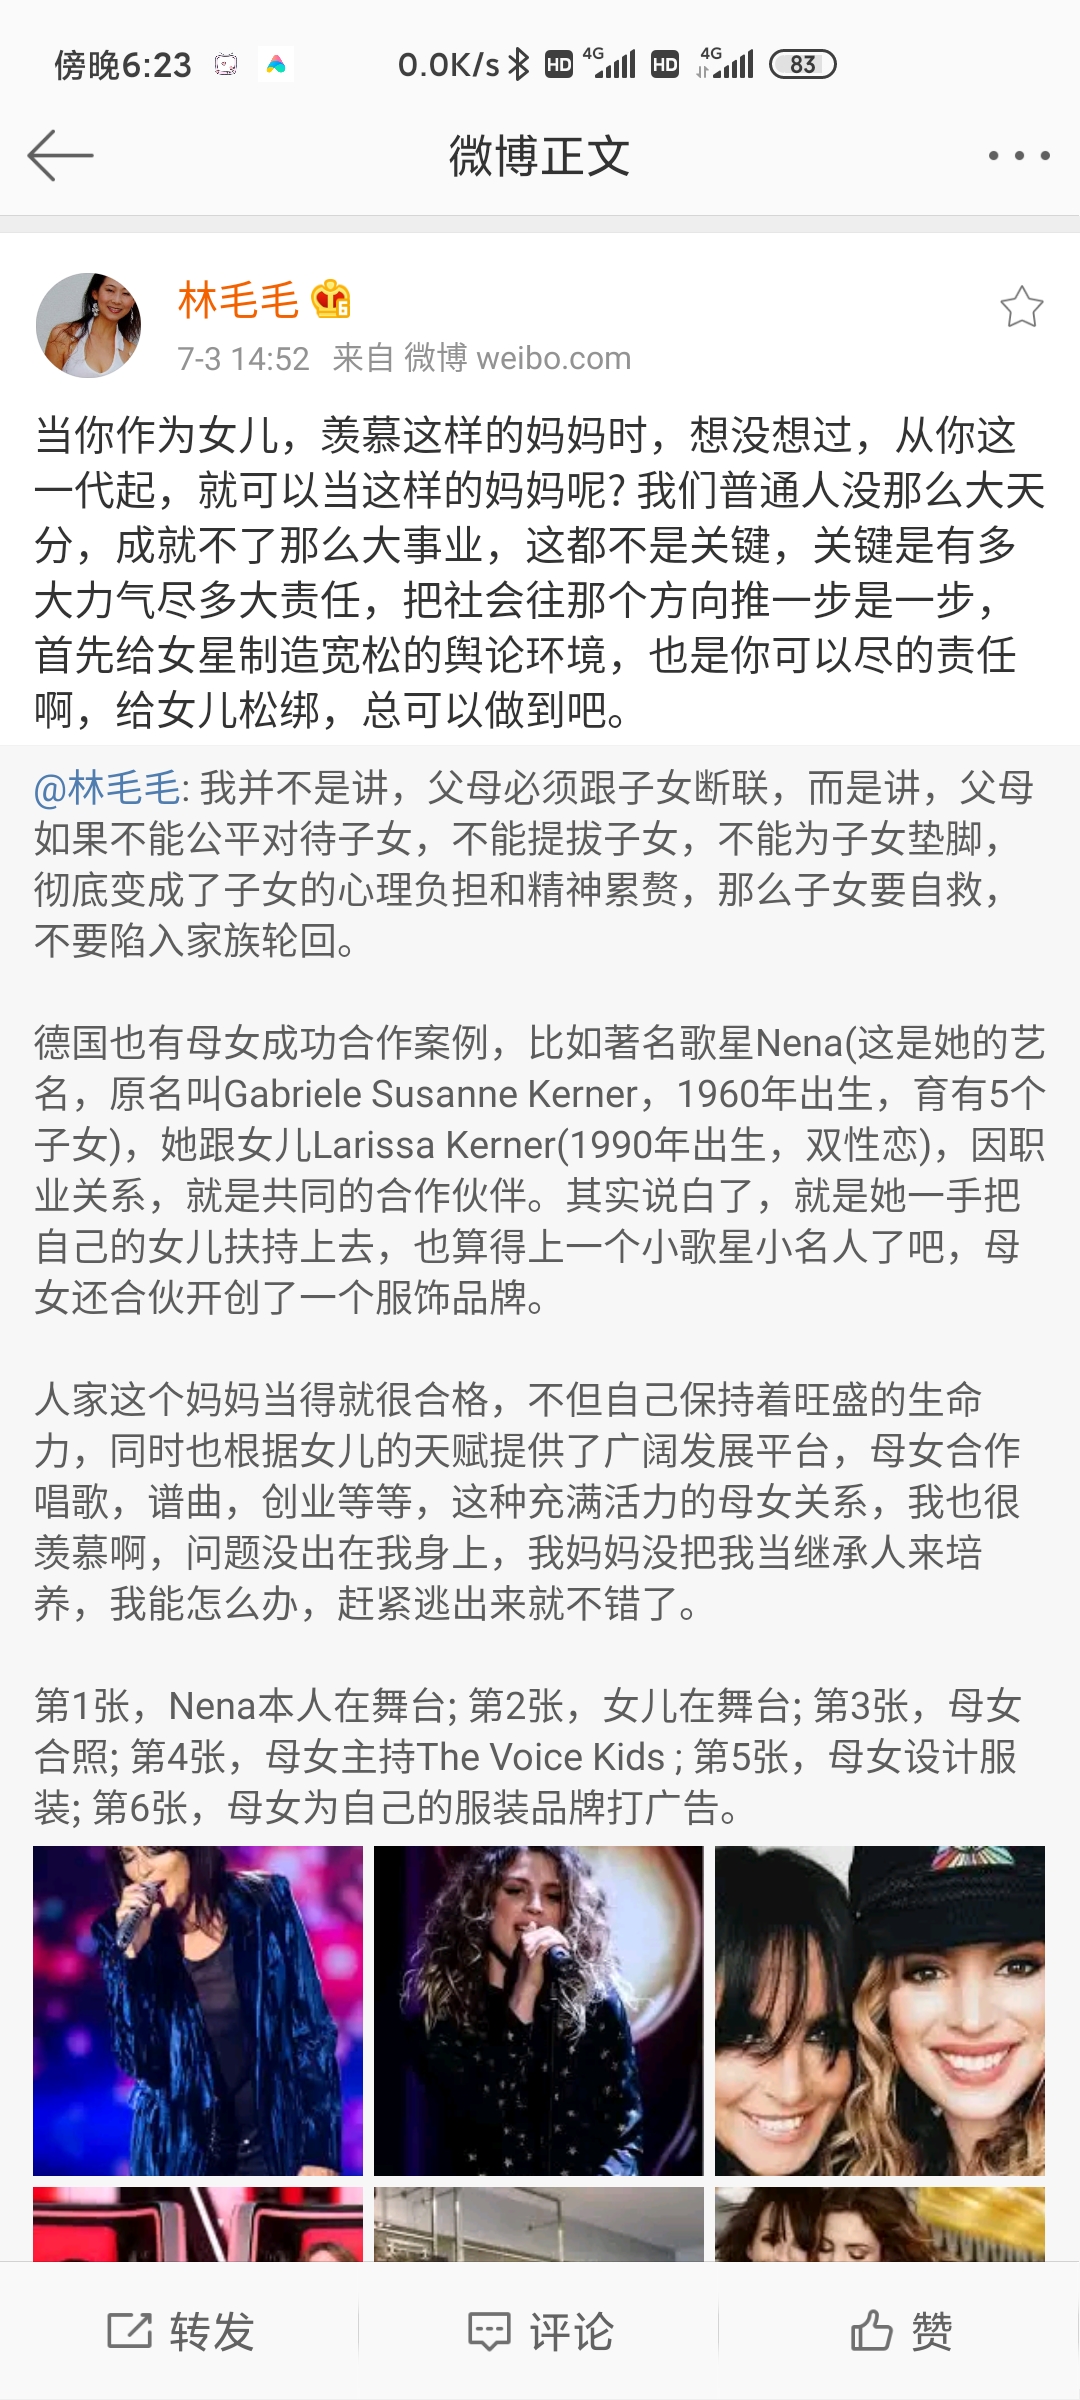 傍晚6:23 0.0K/s HD 4G HD 4G 83
微博正文
林毛毛 6
7-3 14:52 来自 微博 weibo.com
当你作为女儿，羡慕这样的妈妈时，想没想过，从你这
一代起，就可以当这样的妈妈呢? 我们普通人没那么大天
分，成就不了那么大事业，这都不是关键，关键是有多
大力气尽多大责任，把社会往那个方向推一步是一步，
首先给女星制造宽松的舆论环境，也是你可以尽的责任
啊，给女儿松绑，总可以做到吧。
@林毛毛: 我并不是讲，父母必须跟子女断联，而是讲，父母
如果不能公平对待子女，不能提拔子女，不能为子女垫脚，
彻底变成了子女的心理负担和精神累赘，那么子女要自救，
不要陷入家族轮回。
德国也有母女成功合作案例，比如著名歌星Nena(这是她的艺
名，原名叫Gabriele Susanne Kerner，1960年出生，育有5个
子女)，她跟女儿Larissa Kerner(1990年出生，双性恋)，因职
业关系，就是共同的合作伙伴。其实说白了，就是她一手把
自己的女儿扶持上去，也算得上一个小歌星小名人了吧，母
女还合伙开创了一个服饰品牌。
人家这个妈妈当得就很合格，不但自己保持着旺盛的生命
力，同时也根据女儿的天赋提供了广阔发展平台，母女合作
唱歌，谱曲，创业等等，这种充满活力的母女关系，我也很
羡慕啊，问题没出在我身上，我妈妈没把我当继承人来培
养，我能怎么办，赶紧逃出来就不错了。
第1张，Nena本人在舞台; 第2张，女儿在舞台; 第3张，母女
合照; 第4张，母女主持The Voice Kids ; 第5张，母女设计服
装; 第6张，母女为自己的服装品牌打广告。
转发 评论 赞